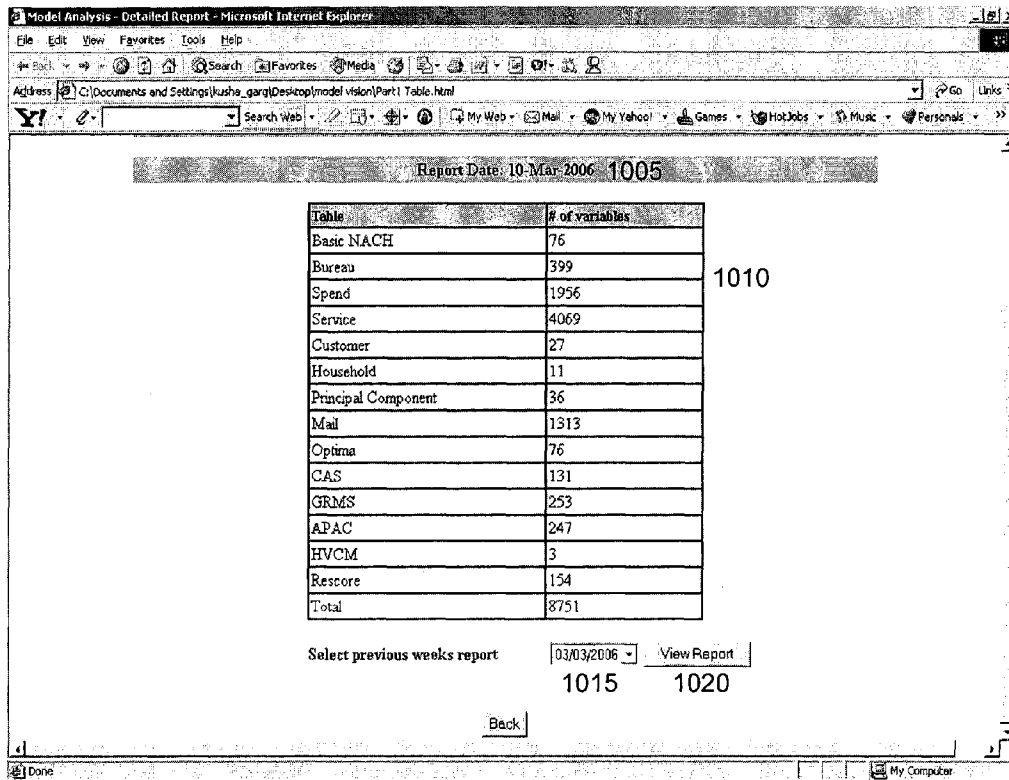 Model Analysis - Detailed Report - Microsoft Internet Explorer
File Edit View Favorites Tools Help
Back Search Favorites Media
Address C:\Documents and Settings\kusha_garg\Desktop\model vision\Part1 Table.html Go Links
Y! Search Web My Web Mail My Yahoo! Games HotJobs Music Personals >>
Report Date: 10-Mar-2006 1005
Table # of variables
Basic NACH 76
Bureau 399
1010
Spend 1956
Service 4069
Customer 27
Household 11
Principal Component 36
Mail 1313
Optima 76
CAS 131
GRMS 253
APAC 247
HVCM 3
Rescore 154
Total 8751
Select previous weeks report 03/03/2006 View Report
1015 1020
Back
Done My Computer